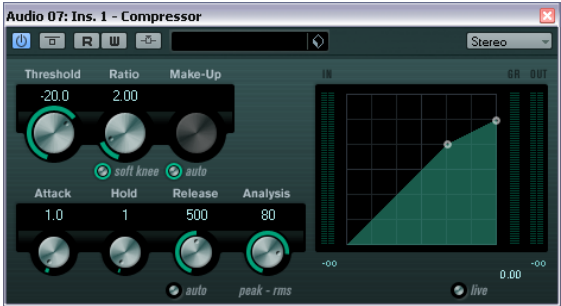 Audio 07: Ins. 1 - Compressor
R W Stereo
Threshold Ratio Make-Up IN GR OUT
-20.0 2.00
soft knee auto
Attack Hold Release Analysis
1.0 1 500 80
-oo -oo
0.00
auto peak - rms live